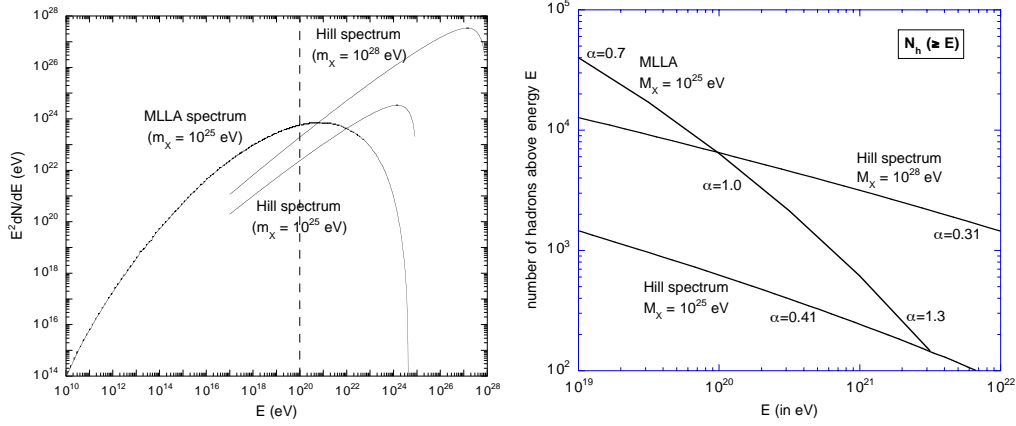 10^28
10^26
10^24
10^22
10^20
10^18
10^16
10^14
E^2dN/dE (eV)
Hill spectrum
(m_X = 10^28 eV)
MLLA spectrum
(m_X = 10^25 eV)
Hill spectrum
(m_X = 10^25 eV)
10^10 10^12 10^14 10^16 10^18 10^20 10^22 10^24 10^26 10^28
E (eV)
10^5
10^4
10^3
10^2
number of hadrons above energy E
α=0.7
MLLA
M_X = 10^25 eV
N_h (≥ E)
Hill spectrum
M_X = 10^28 eV
α=1.0
α=0.31
Hill spectrum
M_X = 10^25 eV
α=0.41
α=1.3
10^19 10^20 10^21 10^22
E (in eV)